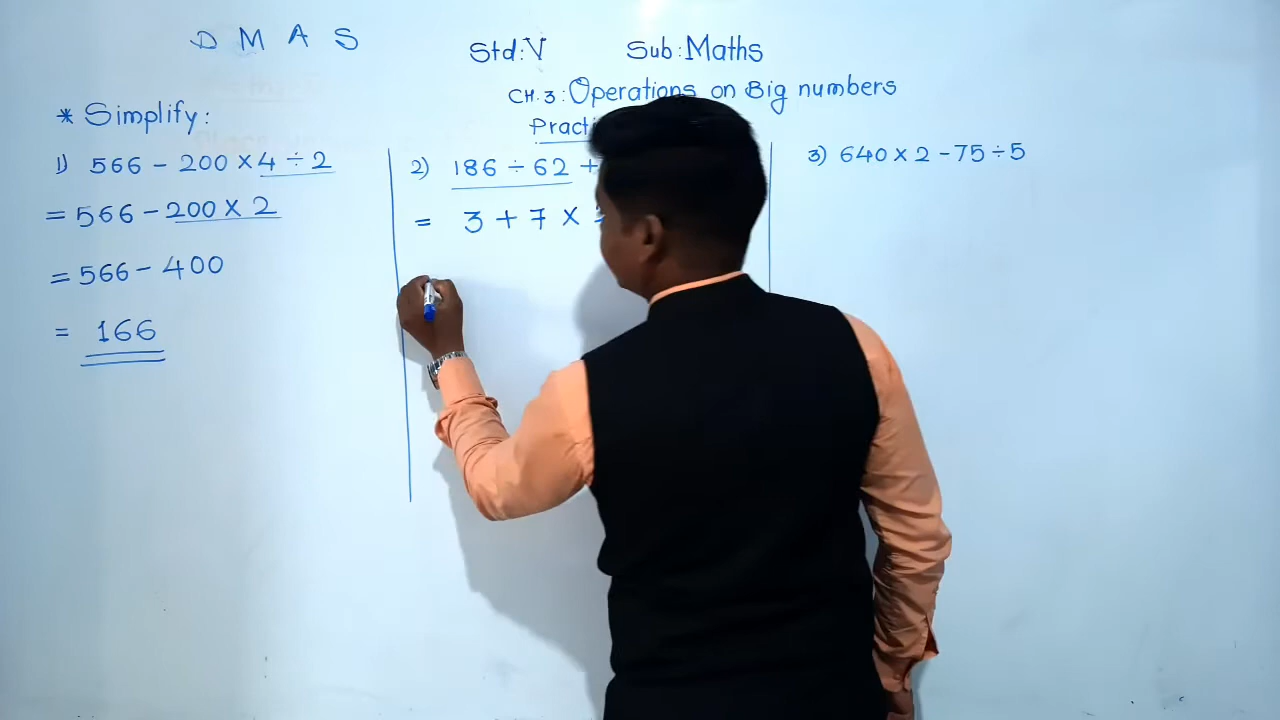 D M A S
Std:V Sub:Maths
CH.3:Operations on Big numbers
* Simplify:
1) 566 - 200 × 4 ÷ 2
= 566 - 200 × 2
= 566 - 400
= 166
2) 186 ÷ 62 +
= 3 + 7 ×
3) 640 × 2 - 75 ÷ 5